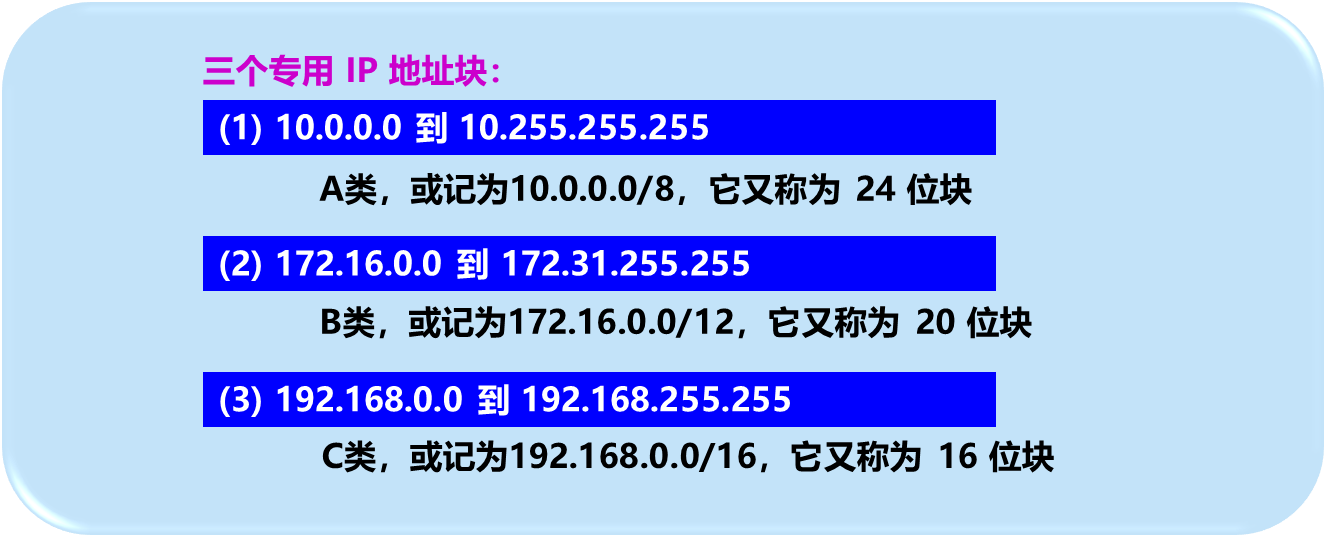 三个专用 IP 地址块：
(1) 10.0.0.0 到 10.255.255.255
A类，或记为10.0.0.0/8，它又称为 24 位块
(2) 172.16.0.0 到 172.31.255.255
B类，或记为172.16.0.0/12，它又称为 20 位块
(3) 192.168.0.0 到 192.168.255.255
C类，或记为192.168.0.0/16，它又称为 16 位块